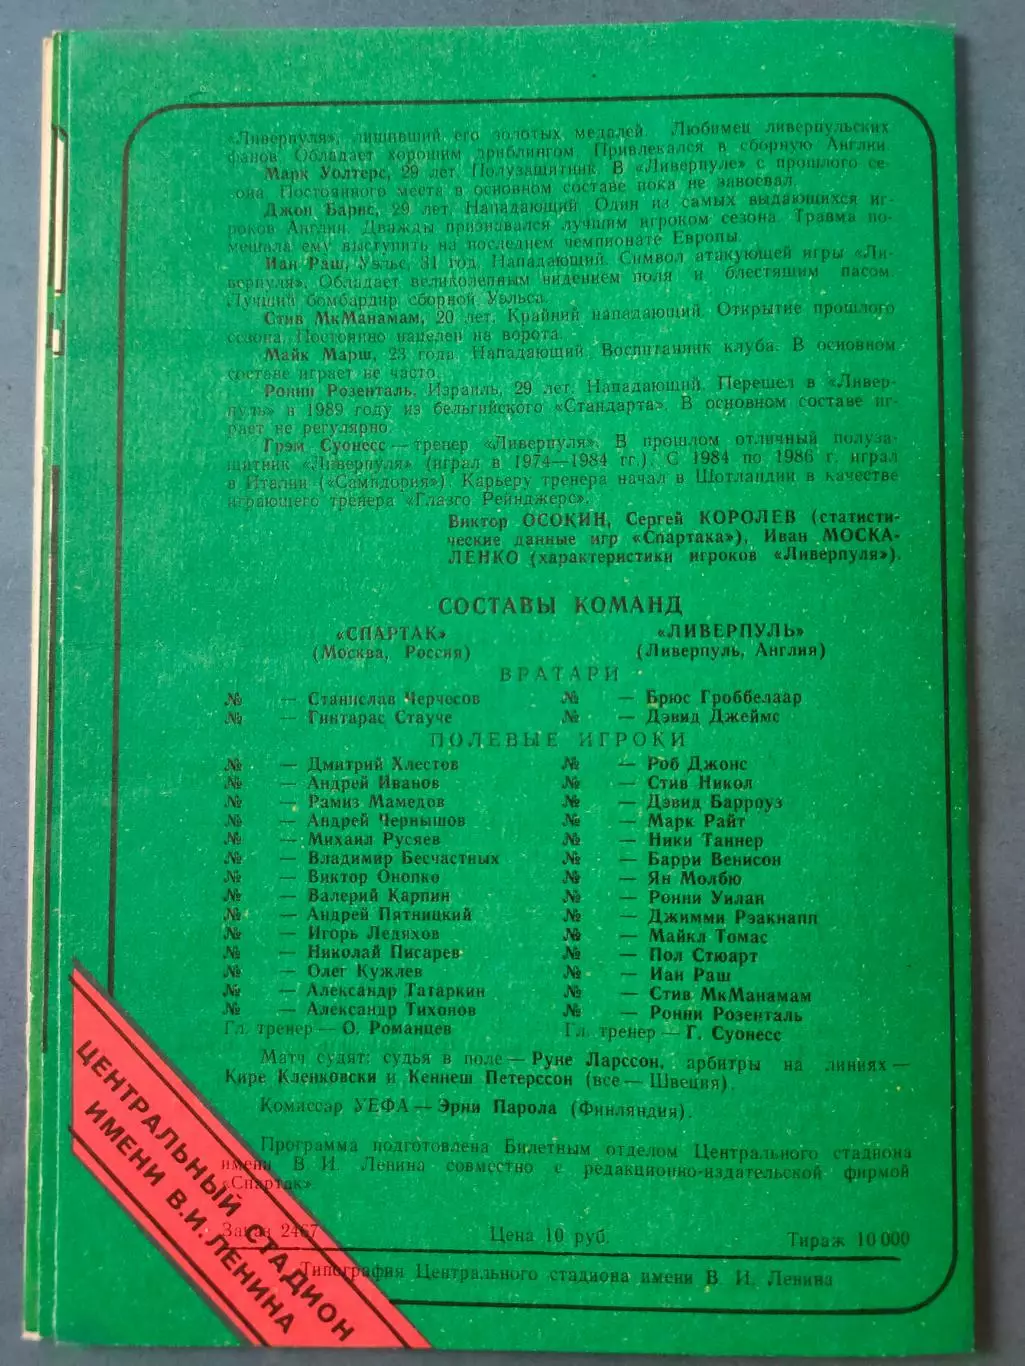 «Ливерпуля», лишивший его золотых медалей. Любимец ливерпульских
фанов. Обладает хорошим дриблингом. Привлекался в сборную Англии.
Марк Уолтерс, 29 лет. Полузащитник. В «Ливерпуле» с прошлого се-
зона. Постоянного места в основном составе пока не завоевал.
Джон Барнс, 29 лет. Нападающий. Один из самых выдающихся иг-
роков Англии. Дважды признавался лучшим игроком сезона. Травма по-
мешала ему выступить на последнем чемпионате Европы.
Иан Раш, Уэльс, 31 год. Нападающий. Символ атакующей игры «Ли-
верпуля». Обладает великолепным видением поля и блестящим пасом.
Лучший бомбардир сборной Уэльса.
Стив МкМанамам, 20 лет. Крайний нападающий. Открытие прошлого
сезона. Постоянно нацелен на ворота.
Майк Марш, 23 года. Нападающий. Воспитанник клуба. В основном
составе играет не часто.
Ронни Розенталь, Израиль, 29 лет. Нападающий. Перешел в «Ливер-
пуль» в 1989 году из бельгийского «Стандарта». В основном составе иг-
рает не регулярно.
Грэм Суонесс — тренер «Ливерпуля». В прошлом отличный полуза-
щитник «Ливерпуля» (играл в 1974—1984 гг.). С 1984 по 1986 г. играл
в Италии («Сампдория»). Карьеру тренера начал в Шотландии в качестве
играющего тренера «Глазго Рейнджерс».
Виктор ОСОКИН, Сергей КОРОЛЕВ (статисти-
ческие данные игр «Спартака»), Иван МОСКА-
ЛЕНКО (характеристики игроков «Ливерпуля»).
СОСТАВЫ КОМАНД
«СПАРТАК» «ЛИВЕРПУЛЬ»
(Москва, Россия) (Ливерпуль, Англия)
ВРАТАРИ
№ — Станислав Черчесов № — Брюс Гроббелаар
№ — Гинтарас Стауче № — Дэвид Джеймс
ПОЛЕВЫЕ ИГРОКИ
№ — Дмитрий Хлестов № — Роб Джонс
№ — Андрей Иванов № — Стив Никол
№ — Рамиз Мамедов № — Дэвид Барроуз
№ — Андрей Чернышов № — Марк Райт
№ — Михаил Русяев № — Ники Таннер
№ — Владимир Бесчастных № — Барри Венисон
№ — Виктор Онопко № — Ян Молбю
№ — Валерий Карпин № — Ронни Уилан
№ — Андрей Пятницкий № — Джимми Рэакнапп
№ — Игорь Ледяхов № — Майкл Томас
№ — Николай Писарев № — Пол Стюарт
№ — Олег Кужлев № — Иан Раш
№ — Александр Татаркин № — Стив МкМанамам
№ — Александр Тихонов № — Ронни Розенталь
Гл. тренер — О. Романцев Гл. тренер — Г. Суонесс
Матч судят: судья в поле — Руне Ларссон, арбитры на линиях —
Кире Кленковски и Кеннеш Петерссон (все — Швеция).
Комиссар УЕФА — Эрни Парола (Финляндия).
Программа подготовлена Билетным отделом Центрального стадиона
имени В. И. Ленина совместно с редакционно-издательской фирмой
«Спартак».
Заказ 2467 Цена 10 руб. Тираж 10 000
Типография Центрального стадиона имени В. И. Ленина
ЦЕНТРАЛЬНЫЙ СТАДИОН
ИМЕНИ В.И. ЛЕНИНА